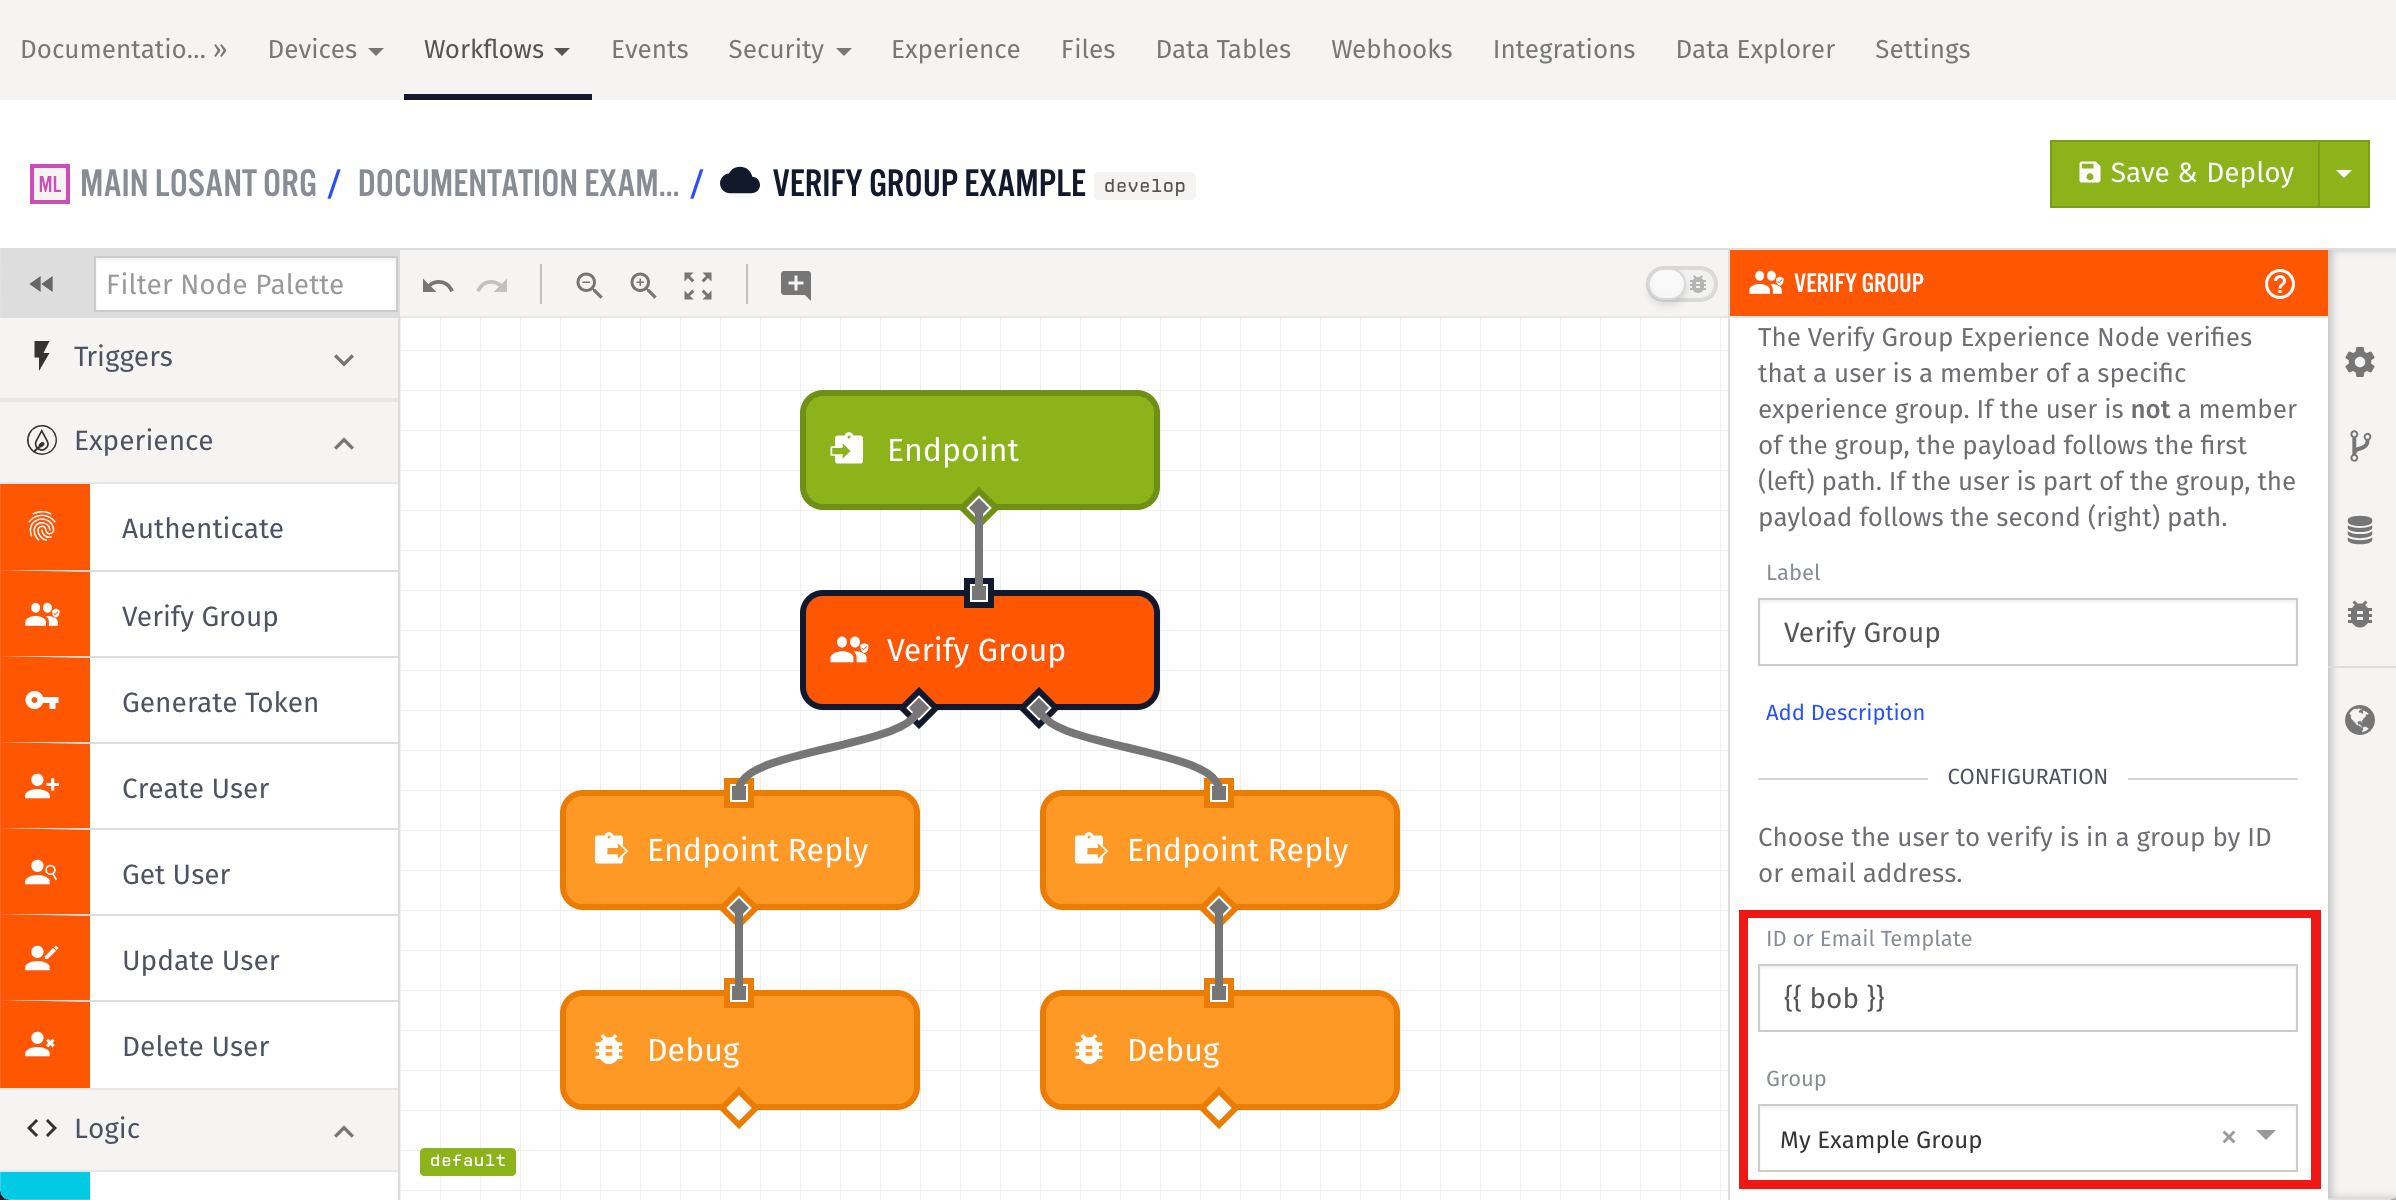 Documentatio... » Devices Workflows Events Security Experience Files Data Tables Webhooks Integrations Data Explorer Settings
ML MAIN LOSANT ORG / DOCUMENTATION EXAM... / VERIFY GROUP EXAMPLE develop
Save & Deploy
Filter Node Palette
Triggers
Experience
Authenticate
Verify Group
Generate Token
Create User
Get User
Update User
Delete User
Logic
Endpoint
Verify Group
Endpoint Reply
Endpoint Reply
Debug
Debug
default
VERIFY GROUP
The Verify Group Experience Node verifies
that a user is a member of a specific
experience group. If the user is not a member
of the group, the payload follows the first
(left) path. If the user is part of the group, the
payload follows the second (right) path.
Label
Verify Group
Add Description
CONFIGURATION
Choose the user to verify is in a group by ID
or email address.
ID or Email Template
{{ bob }}
Group
My Example Group